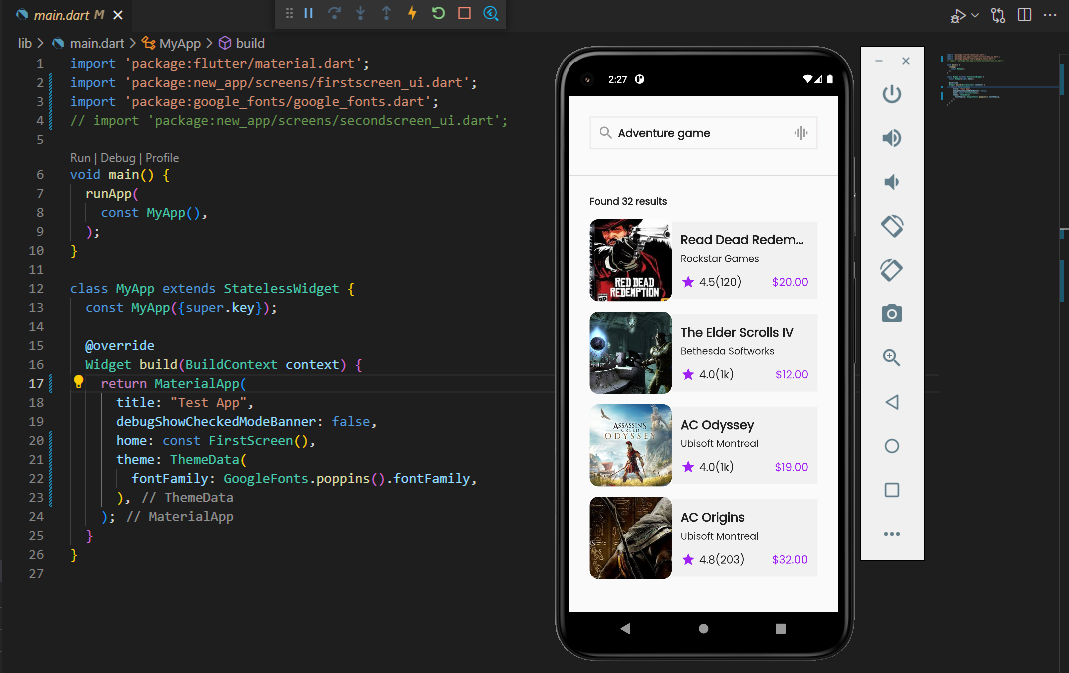 main.dart M
lib > main.dart > MyApp > build
1 import 'package:flutter/material.dart';
2 import 'package:new_app/screens/firstscreen_ui.dart';
3 import 'package:google_fonts/google_fonts.dart';
4 // import 'package:new_app/screens/secondscreen_ui.dart';
5
Run | Debug | Profile
6 void main() {
7 runApp(
8 const MyApp(),
9 );
10 }
11
12 class MyApp extends StatelessWidget {
13 const MyApp({super.key});
14
15 @override
16 Widget build(BuildContext context) {
17 return MaterialApp(
18 title: "Test App",
19 debugShowCheckedModeBanner: false,
20 home: const FirstScreen(),
21 theme: ThemeData(
22 fontFamily: GoogleFonts.poppins().fontFamily,
23 ), // ThemeData
24 ); // MaterialApp
25 }
26 }
27
2:27
Adventure game
Found 32 results
Read Dead Redem...
Rockstar Games
4.5(120) $20.00
RED DEAD
REDEMPTION
The Elder Scrolls IV
Bethesda Softworks
4.0(1k) $12.00
ASSASSIN'S
CREED
ODYSSEY
AC Odyssey
Ubisoft Montreal
4.0(1k) $19.00
AC Origins
Ubisoft Montreal
4.8(203) $32.00